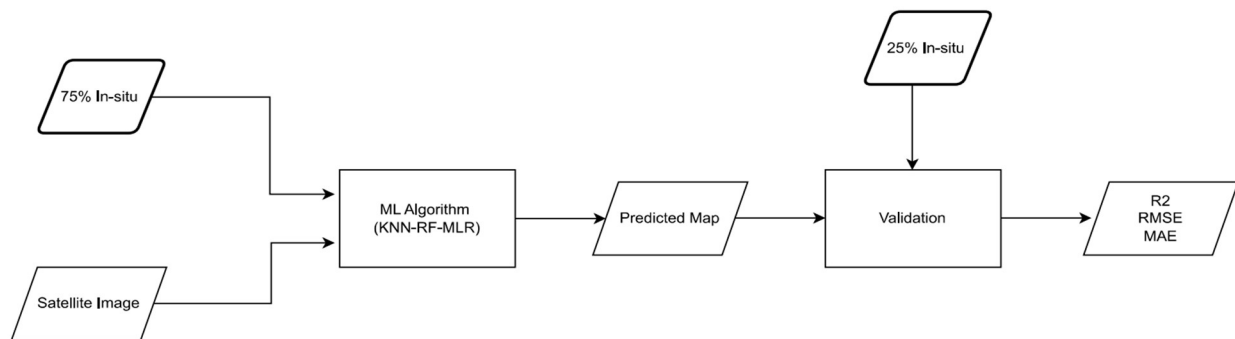 25% In-situ
75% In-situ
ML Algorithm
(KNN-RF-MLR)
Predicted Map
Validation
R2
RMSE
MAE
Satellite Image